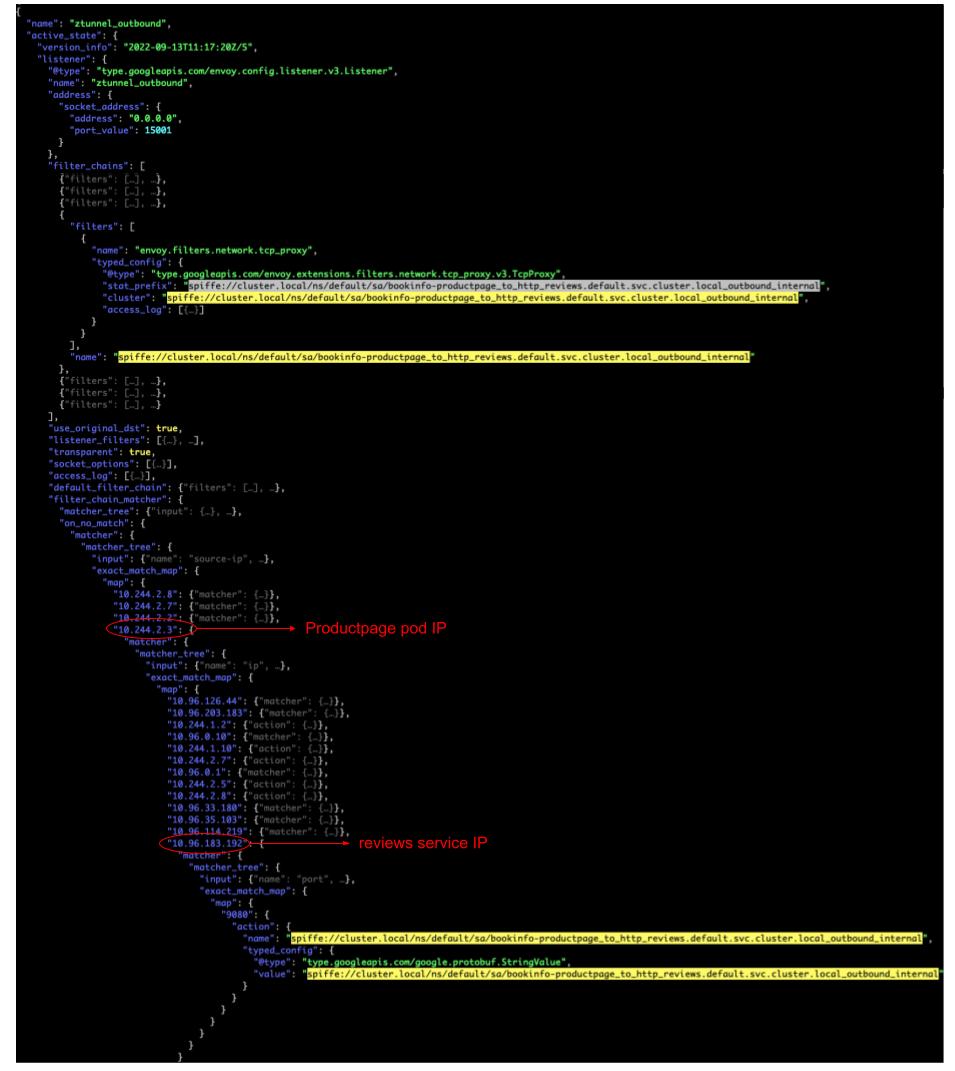 {
"name": "ztunnel_outbound",
"active_state": {
"version_info": "2022-09-13T11:17:20Z/5",
"listener": {
"@type": "type.googleapis.com/envoy.config.listener.v3.Listener",
"name": "ztunnel_outbound",
"address": {
"socket_address": {
"address": "0.0.0.0",
"port_value": 15001
}
},
"filter_chains": [
{"filters": […], …},
{"filters": […], …},
{"filters": […], …},
{
"filters": [
{
"name": "envoy.filters.network.tcp_proxy",
"typed_config": {
"@type": "type.googleapis.com/envoy.extensions.filters.network.tcp_proxy.v3.TcpProxy",
"stat_prefix": "spiffe://cluster.local/ns/default/sa/bookinfo-productpage_to_http_reviews.default.svc.cluster.local_outbound_internal",
"cluster": "spiffe://cluster.local/ns/default/sa/bookinfo-productpage_to_http_reviews.default.svc.cluster.local_outbound_internal",
"access_log": [{…}]
}
}
],
"name": "spiffe://cluster.local/ns/default/sa/bookinfo-productpage_to_http_reviews.default.svc.cluster.local_outbound_internal"
},
{"filters": […], …},
{"filters": […], …},
{"filters": […], …}
],
"use_original_dst": true,
"listener_filters": [{…}, …],
"transparent": true,
"socket_options": [{…}],
"access_log": [{…}],
"default_filter_chain": {"filters": […], …},
"filter_chain_matcher": {
"matcher_tree": {"input": {…}, …},
"on_no_match": {
"matcher": {
"matcher_tree": {
"input": {"name": "source-ip", …},
"exact_match_map": {
"map": {
"10.244.2.8": {"matcher": {…}},
"10.244.2.7": {"matcher": {…}},
"10.244.2.2": {"matcher": {…}},
"10.244.2.3": { Productpage pod IP
"matcher": {
"matcher_tree": {
"input": {"name": "ip", …},
"exact_match_map": {
"map": {
"10.96.126.44": {"matcher": {…}},
"10.96.203.183": {"matcher": {…}},
"10.244.1.2": {"action": {…}},
"10.96.0.10": {"matcher": {…}},
"10.244.1.10": {"action": {…}},
"10.244.2.7": {"action": {…}},
"10.96.0.1": {"matcher": {…}},
"10.244.2.5": {"action": {…}},
"10.244.2.8": {"action": {…}},
"10.96.33.180": {"matcher": {…}},
"10.96.35.103": {"matcher": {…}},
"10.96.114.219": {"matcher": {…}},
"10.96.183.192": { reviews service IP
"matcher": {
"matcher_tree": {
"input": {"name": "port", …},
"exact_match_map": {
"map": {
"9080": {
"action": {
"name": "spiffe://cluster.local/ns/default/sa/bookinfo-productpage_to_http_reviews.default.svc.cluster.local_outbound_internal",
"typed_config": {
"@type": "type.googleapis.com/google.protobuf.StringValue",
"value": "spiffe://cluster.local/ns/default/sa/bookinfo-productpage_to_http_reviews.default.svc.cluster.local_outbound_internal"
}
}
}
}
}
}
}